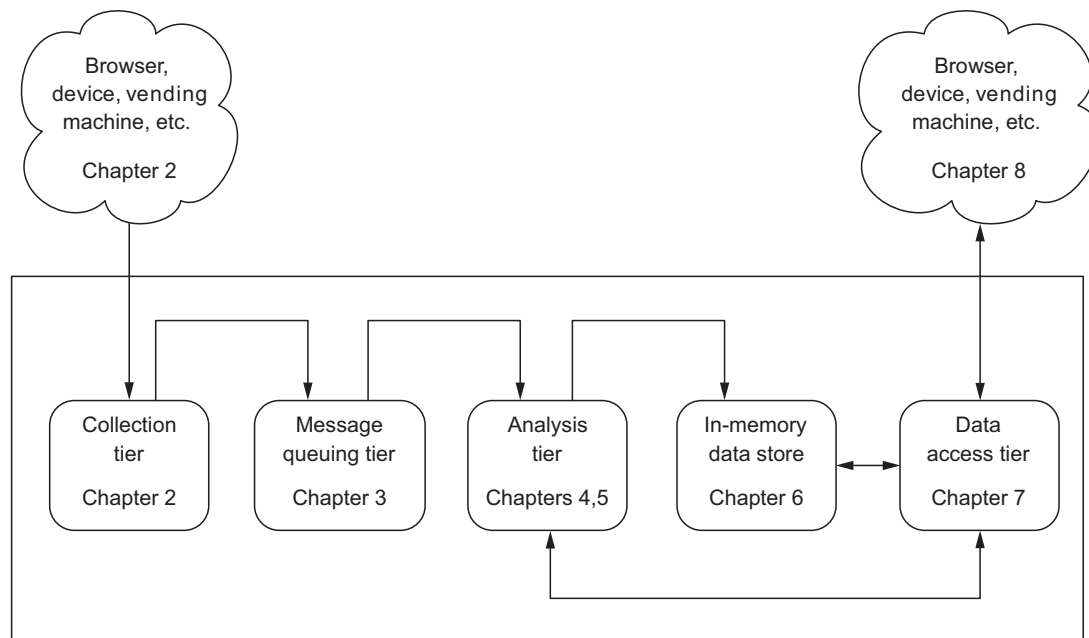 Browser,
device, vending
machine, etc.
Chapter 2
Browser,
device, vending
machine, etc.
Chapter 8
Collection
tier
Chapter 2
Message
queuing tier
Chapter 3
Analysis
tier
Chapters 4,5
In-memory
data store
Chapter 6
Data
access tier
Chapter 7